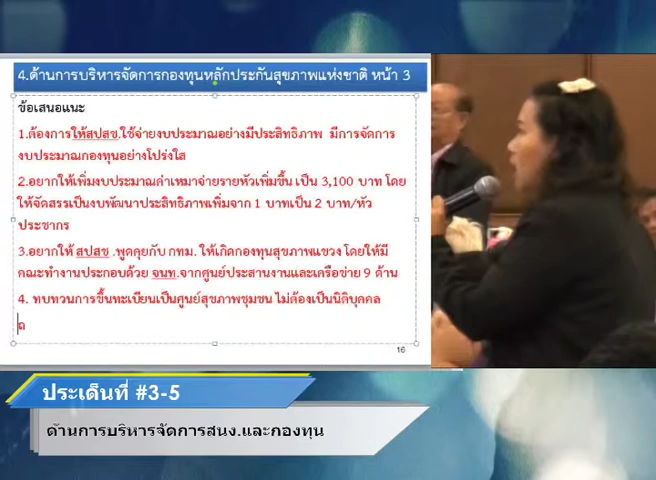 4.ด้านการบริหารจัดการกองทุนหลักประกันสุขภาพแห่งชาติ หน้า 3
ข้อเสนอแนะ
1.ต้องการให้สปสช.ใช้จ่ายงบประมาณอย่างมีประสิทธิภาพ มีการจัดการ
งบประมาณกองทุนอย่างโปร่งใส
2.อยากให้เพิ่มงบประมาณค่าเหมาจ่ายรายหัวเพิ่มขึ้น เป็น 3,100 บาท โดย
ให้จัดสรรเป็นงบพัฒนาประสิทธิภาพเพิ่มจาก 1 บาทเป็น 2 บาท/หัว
ประชากร
3.อยากให้ สปสช .พูดคุยกับ กทม. ให้เกิดกองทุนสุขภาพแขวง โดยให้มี
คณะทำงานประกอบด้วย จนท.จากศูนย์ประสานงานและเครือข่าย 9 ด้าน
4. ทบทวนการขึ้นทะเบียนเป็นศูนย์สุขภาพชุมชน ไม่ต้องเป็นนิติบุคคล
ถ
16
ประเด็นที่ #3-5
ด้านการบริหารจัดการสนง.และกองทุน